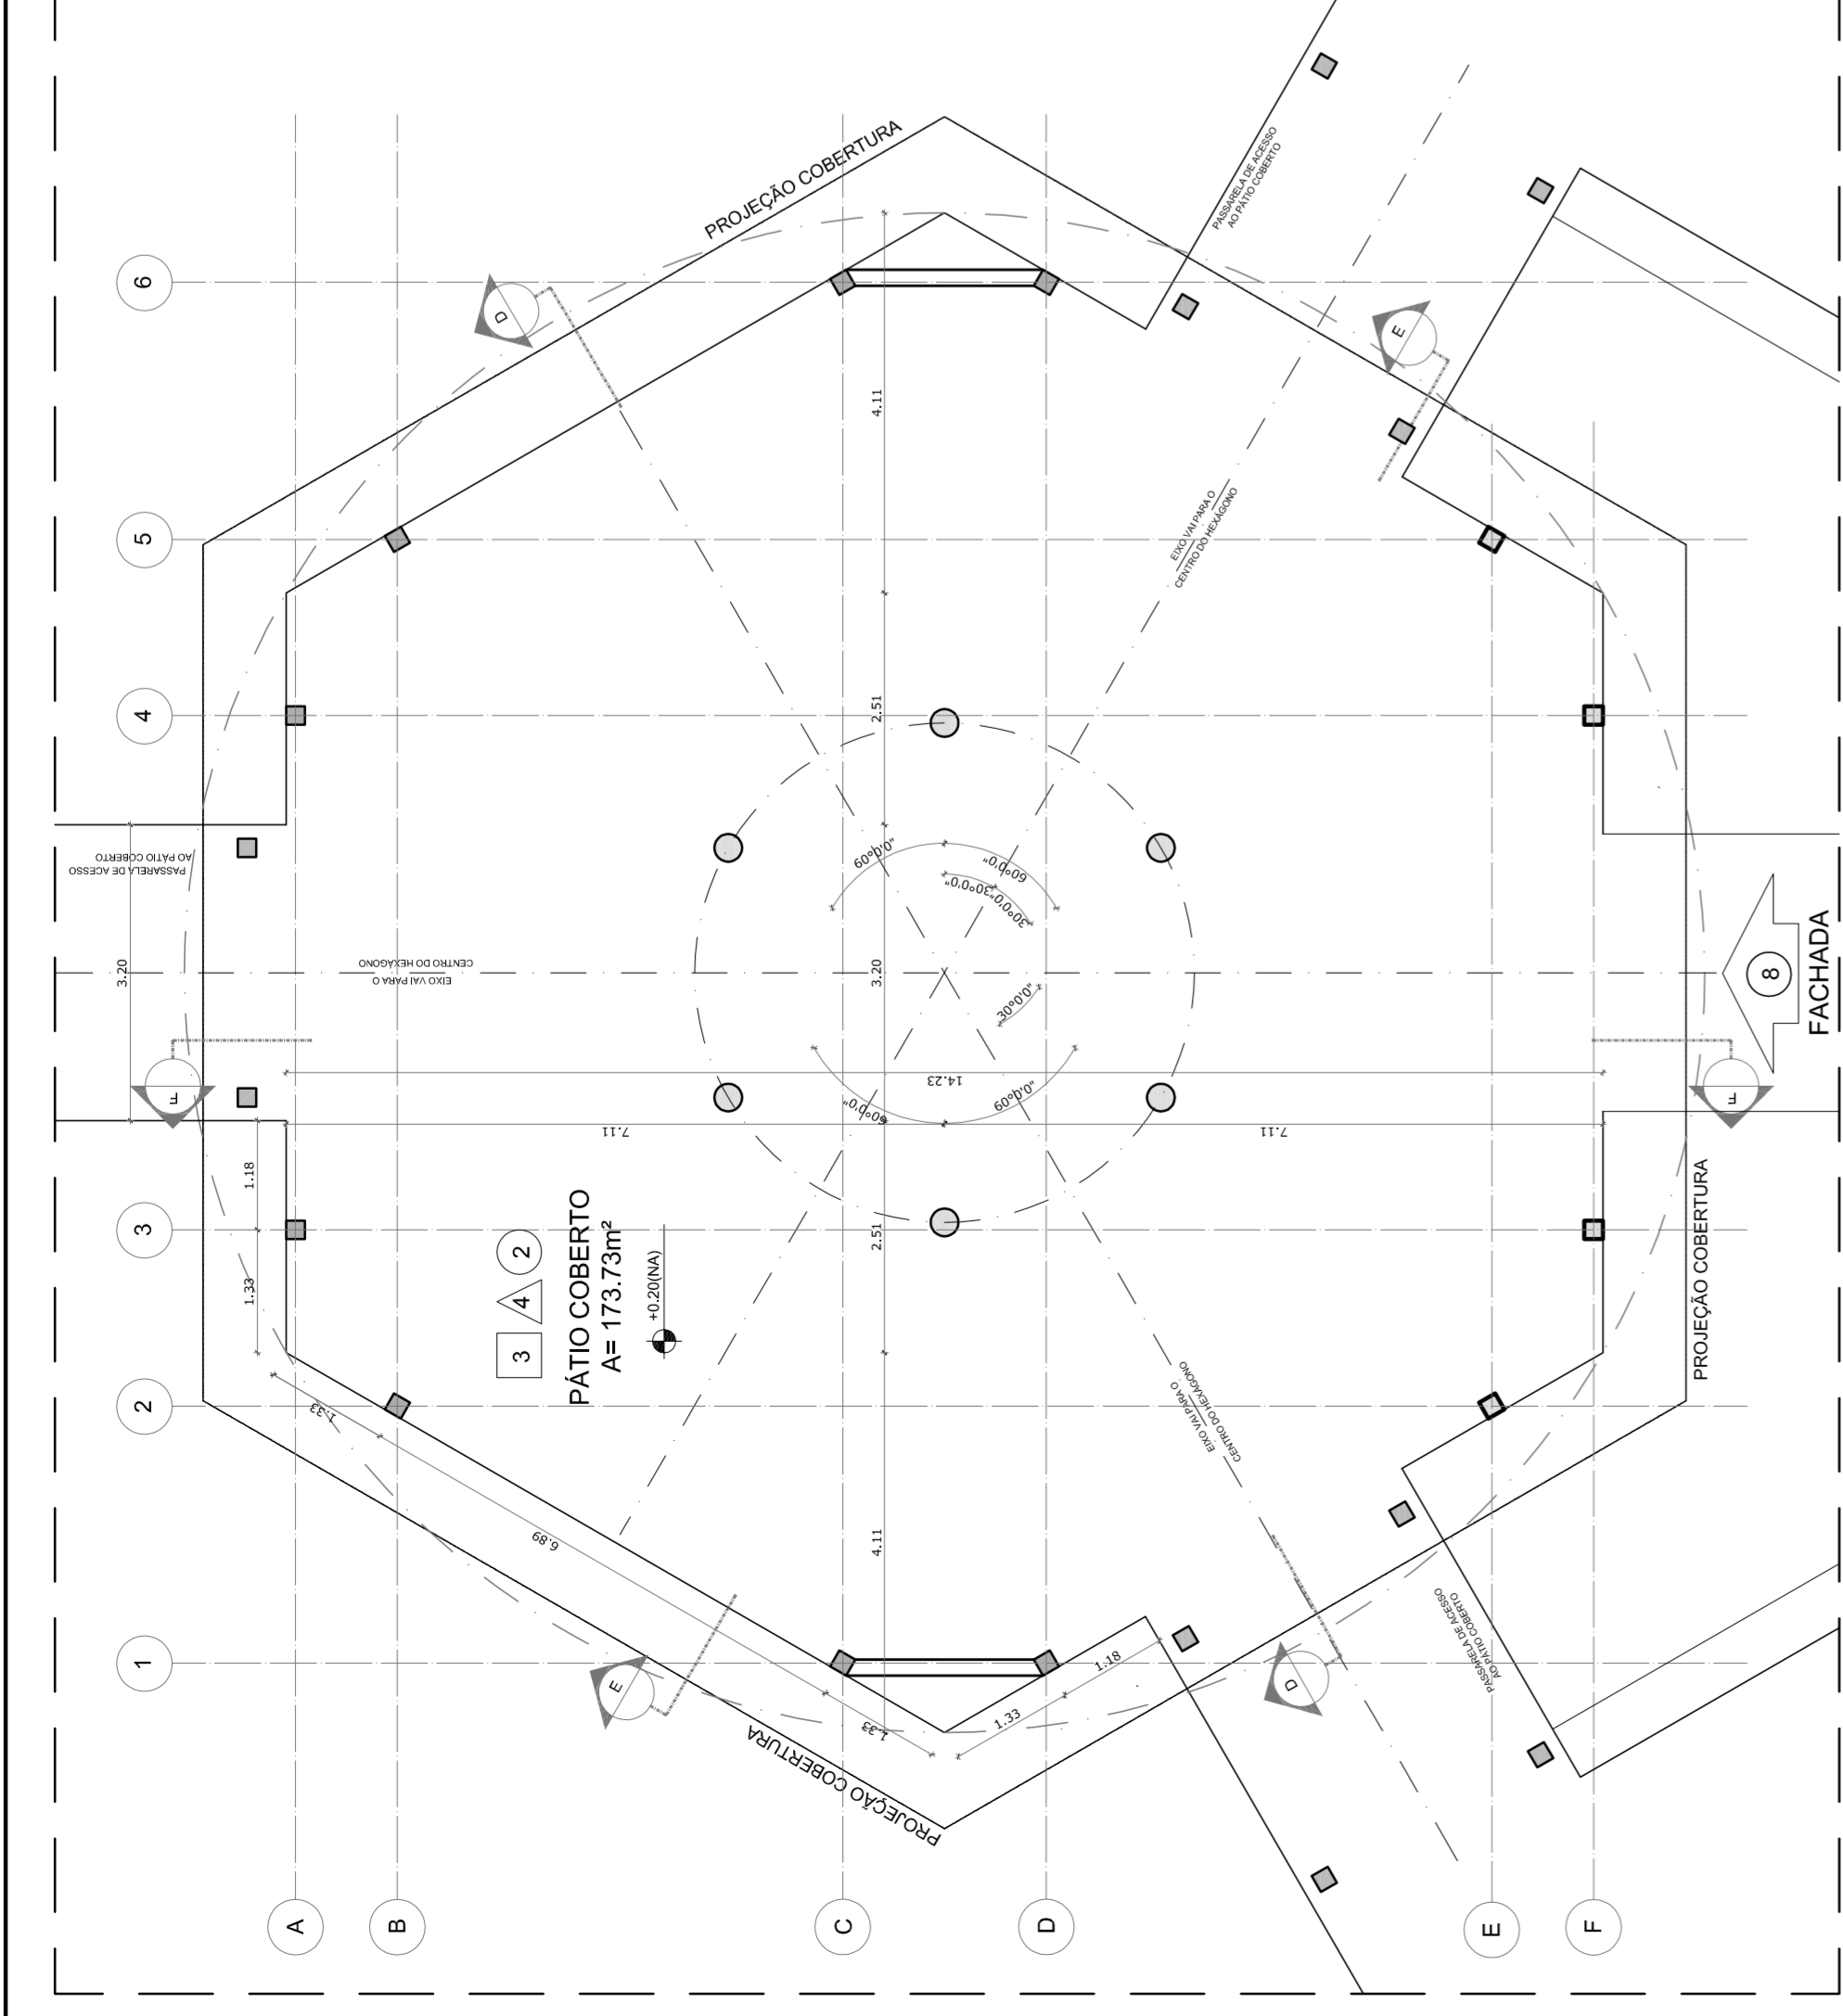 6
5
4
3
2
1
A
B
C
D
E
F
PROJEÇÃO COBERTURA
PROJEÇÃO COBERTURA
PROJEÇÃO COBERTURA
PASSARELA DE ACESSO
AO PÁTIO COBERTO
PASSARELA DE ACESSO
AO PÁTIO COBERTO
PASSARELA DE ACESSO
AO PÁTIO COBERTO
EIXO VAI PARA O
CENTRO DO HEXÁGONO
EIXO VAI PARA O
CENTRO DO HEXÁGONO
EIXO VAI PARA O
CENTRO DO HEXÁGONO
D
E
F
E
D
F
4.11
2.51
3.20
2.51
4.11
3.20
14.23
7.11
7.11
1.18
1.33
1.33
6.89
1.33
1.33
1.18
60°0'0"
60°0'0"
30°0'0"
30°0'0"
30°0'0"
60°0'0"
60°0'0"
3
4
2
PÁTIO COBERTO
A= 173.73m²
+0.20(NA)
8
FACHADA